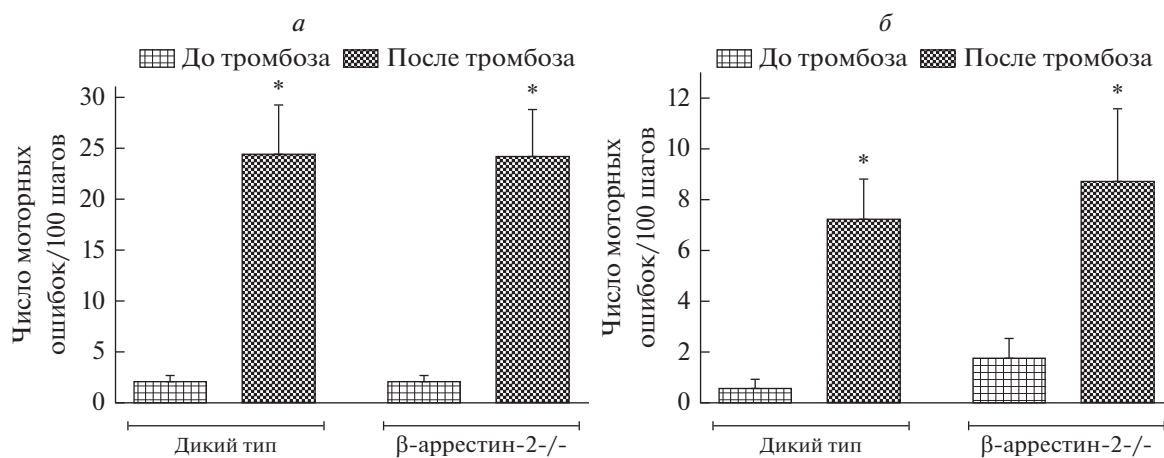 а
До тромбоза После тромбоза
Число моторных
ошибок/100 шагов
30
25
20
15
10
5
0
*
*
Дикий тип
β-аррестин-2-/-
б
До тромбоза После тромбоза
Число моторных
ошибок/100 шагов
12
10
8
6
4
2
0
*
*
Дикий тип
β-аррестин-2-/-